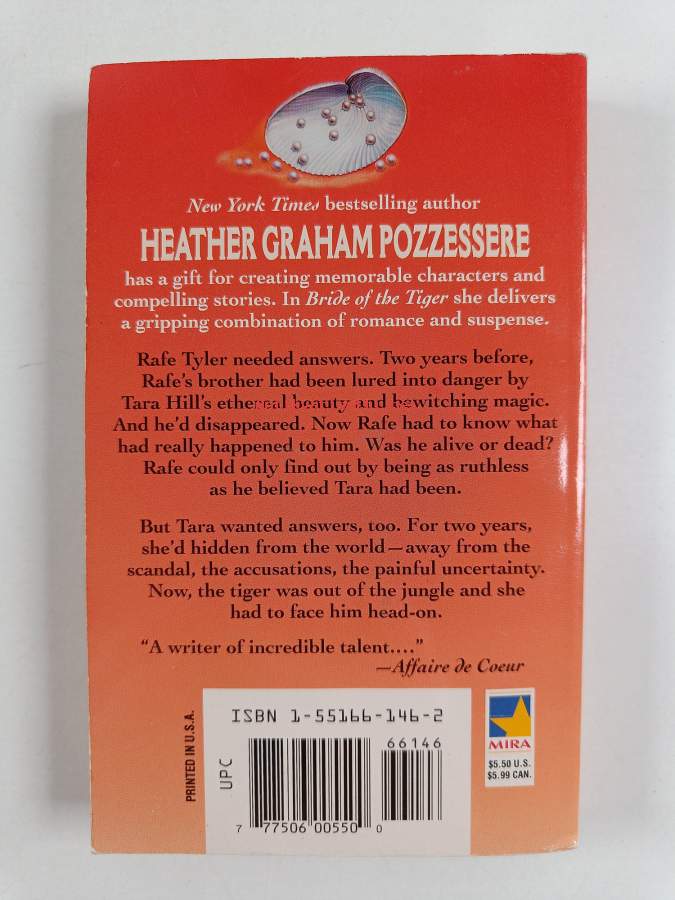 New York Times bestselling author
HEATHER GRAHAM POZZESSERE
has a gift for creating memorable characters and
compelling stories. In Bride of the Tiger she delivers
a gripping combination of romance and suspense.
Rafe Tyler needed answers. Two years before,
Rafe's brother had been lured into danger by
Tara Hill's ethereal beauty and bewitching magic.
And he'd disappeared. Now Rafe had to know what
had really happened to him. Was he alive or dead?
Rafe could only find out by being as ruthless
as he believed Tara had been.
But Tara wanted answers, too. For two years,
she'd hidden from the world—away from the
scandal, the accusations, the painful uncertainty.
Now, the tiger was out of the jungle and she
had to face him head-on.
"A writer of incredible talent...."
—Affaire de Coeur
PRINTED IN U.S.A.
UPC
ISBN 1-55166-146-2
66146
7 77506 00550 0
MIRA
$5.50 U.S.
$5.99 CAN.